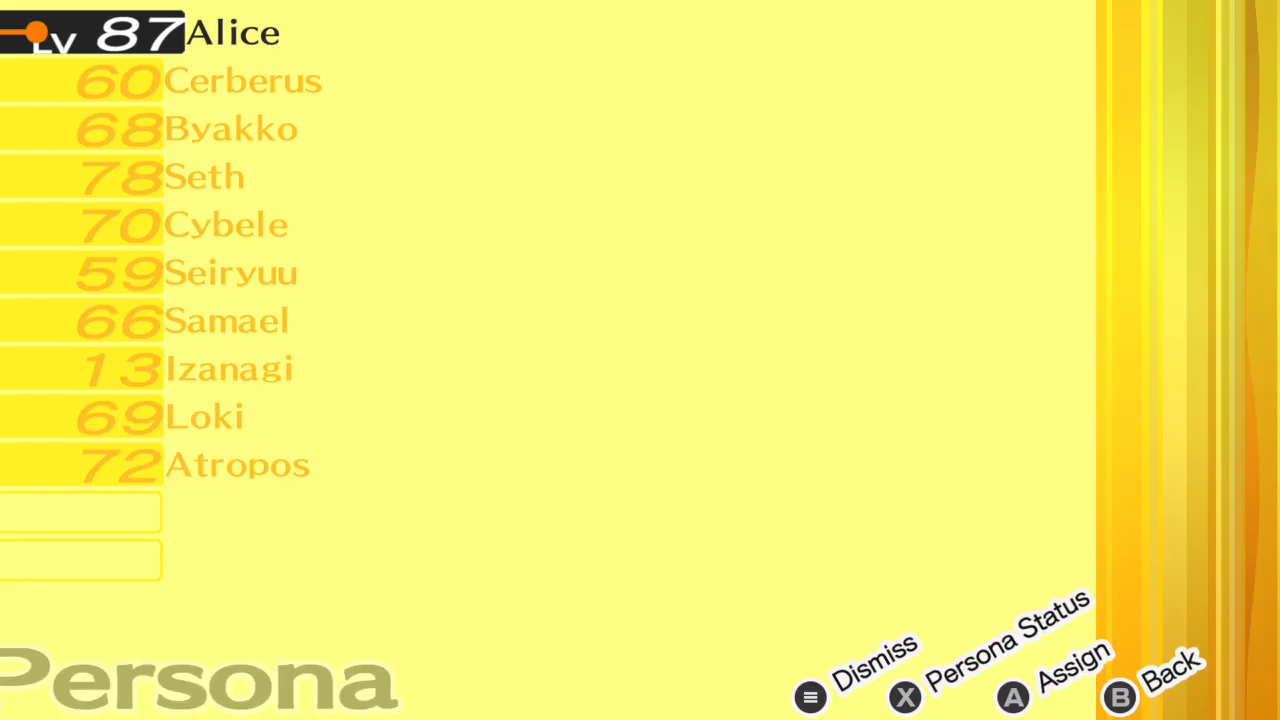 Lv 87 Alice
60 Cerberus
68 Byakko
78 Seth
70 Cybele
59 Seiryuu
66 Samael
13 Izanagi
69 Loki
72 Atropos
Persona
Dismiss
X Persona Status
A Assign
B Back